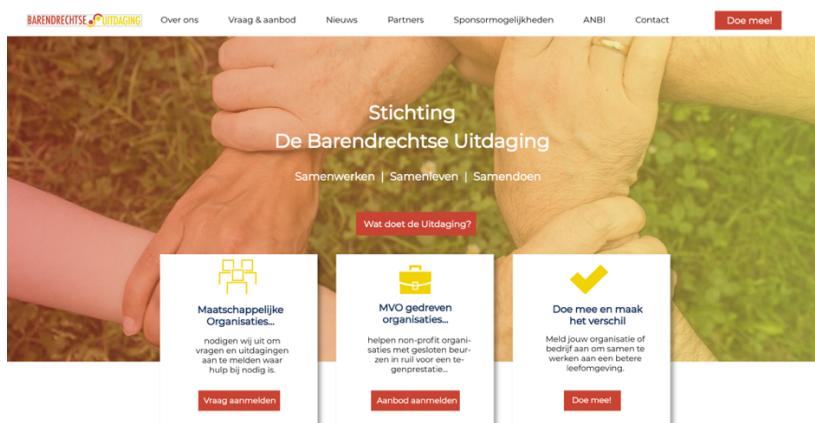 BARENDRECHTSE UITDAGING
Over ons
Vraag & aanbod
Nieuws
Partners
Sponsormogelijkheden
ANBI
Contact
Doe mee!
Stichting
De Barendrechtse Uitdaging
Samenwerken | Samenleven | Samendoen
Wat doet de Uitdaging?
Maatschappelijke
Organisaties...
nodigen wij uit om
vragen en uitdagingen
aan te melden waar
hulp bij nodig is.
Vraag aanmelden
MVO gedreven
organisaties...
helpen non-profit organi-
saties met gesloten beur-
zen in ruil voor een te-
genprestatie...
Aanbod aanmelden
Doe mee en maak
het verschil
Meld jouw organisatie of
bedrijf aan om samen te
werken aan een betere
leefomgeving.
Doe mee!